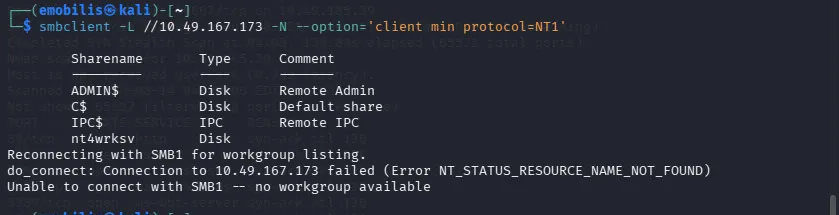 ┌──(emobilis㉿kali)-[~]
└─$ smbclient -L //10.49.167.173 -N --option='client min protocol=NT1'
Sharename Type Comment
--------- ---- -------
ADMIN$ Disk Remote Admin
C$ Disk Default share
IPC$ IPC Remote IPC
nt4wrksv Disk
Reconnecting with SMB1 for workgroup listing.
do_connect: Connection to 10.49.167.173 failed (Error NT_STATUS_RESOURCE_NAME_NOT_FOUND)
Unable to connect with SMB1 -- no workgroup available
┌──(emobilis㉿kali)-[~]